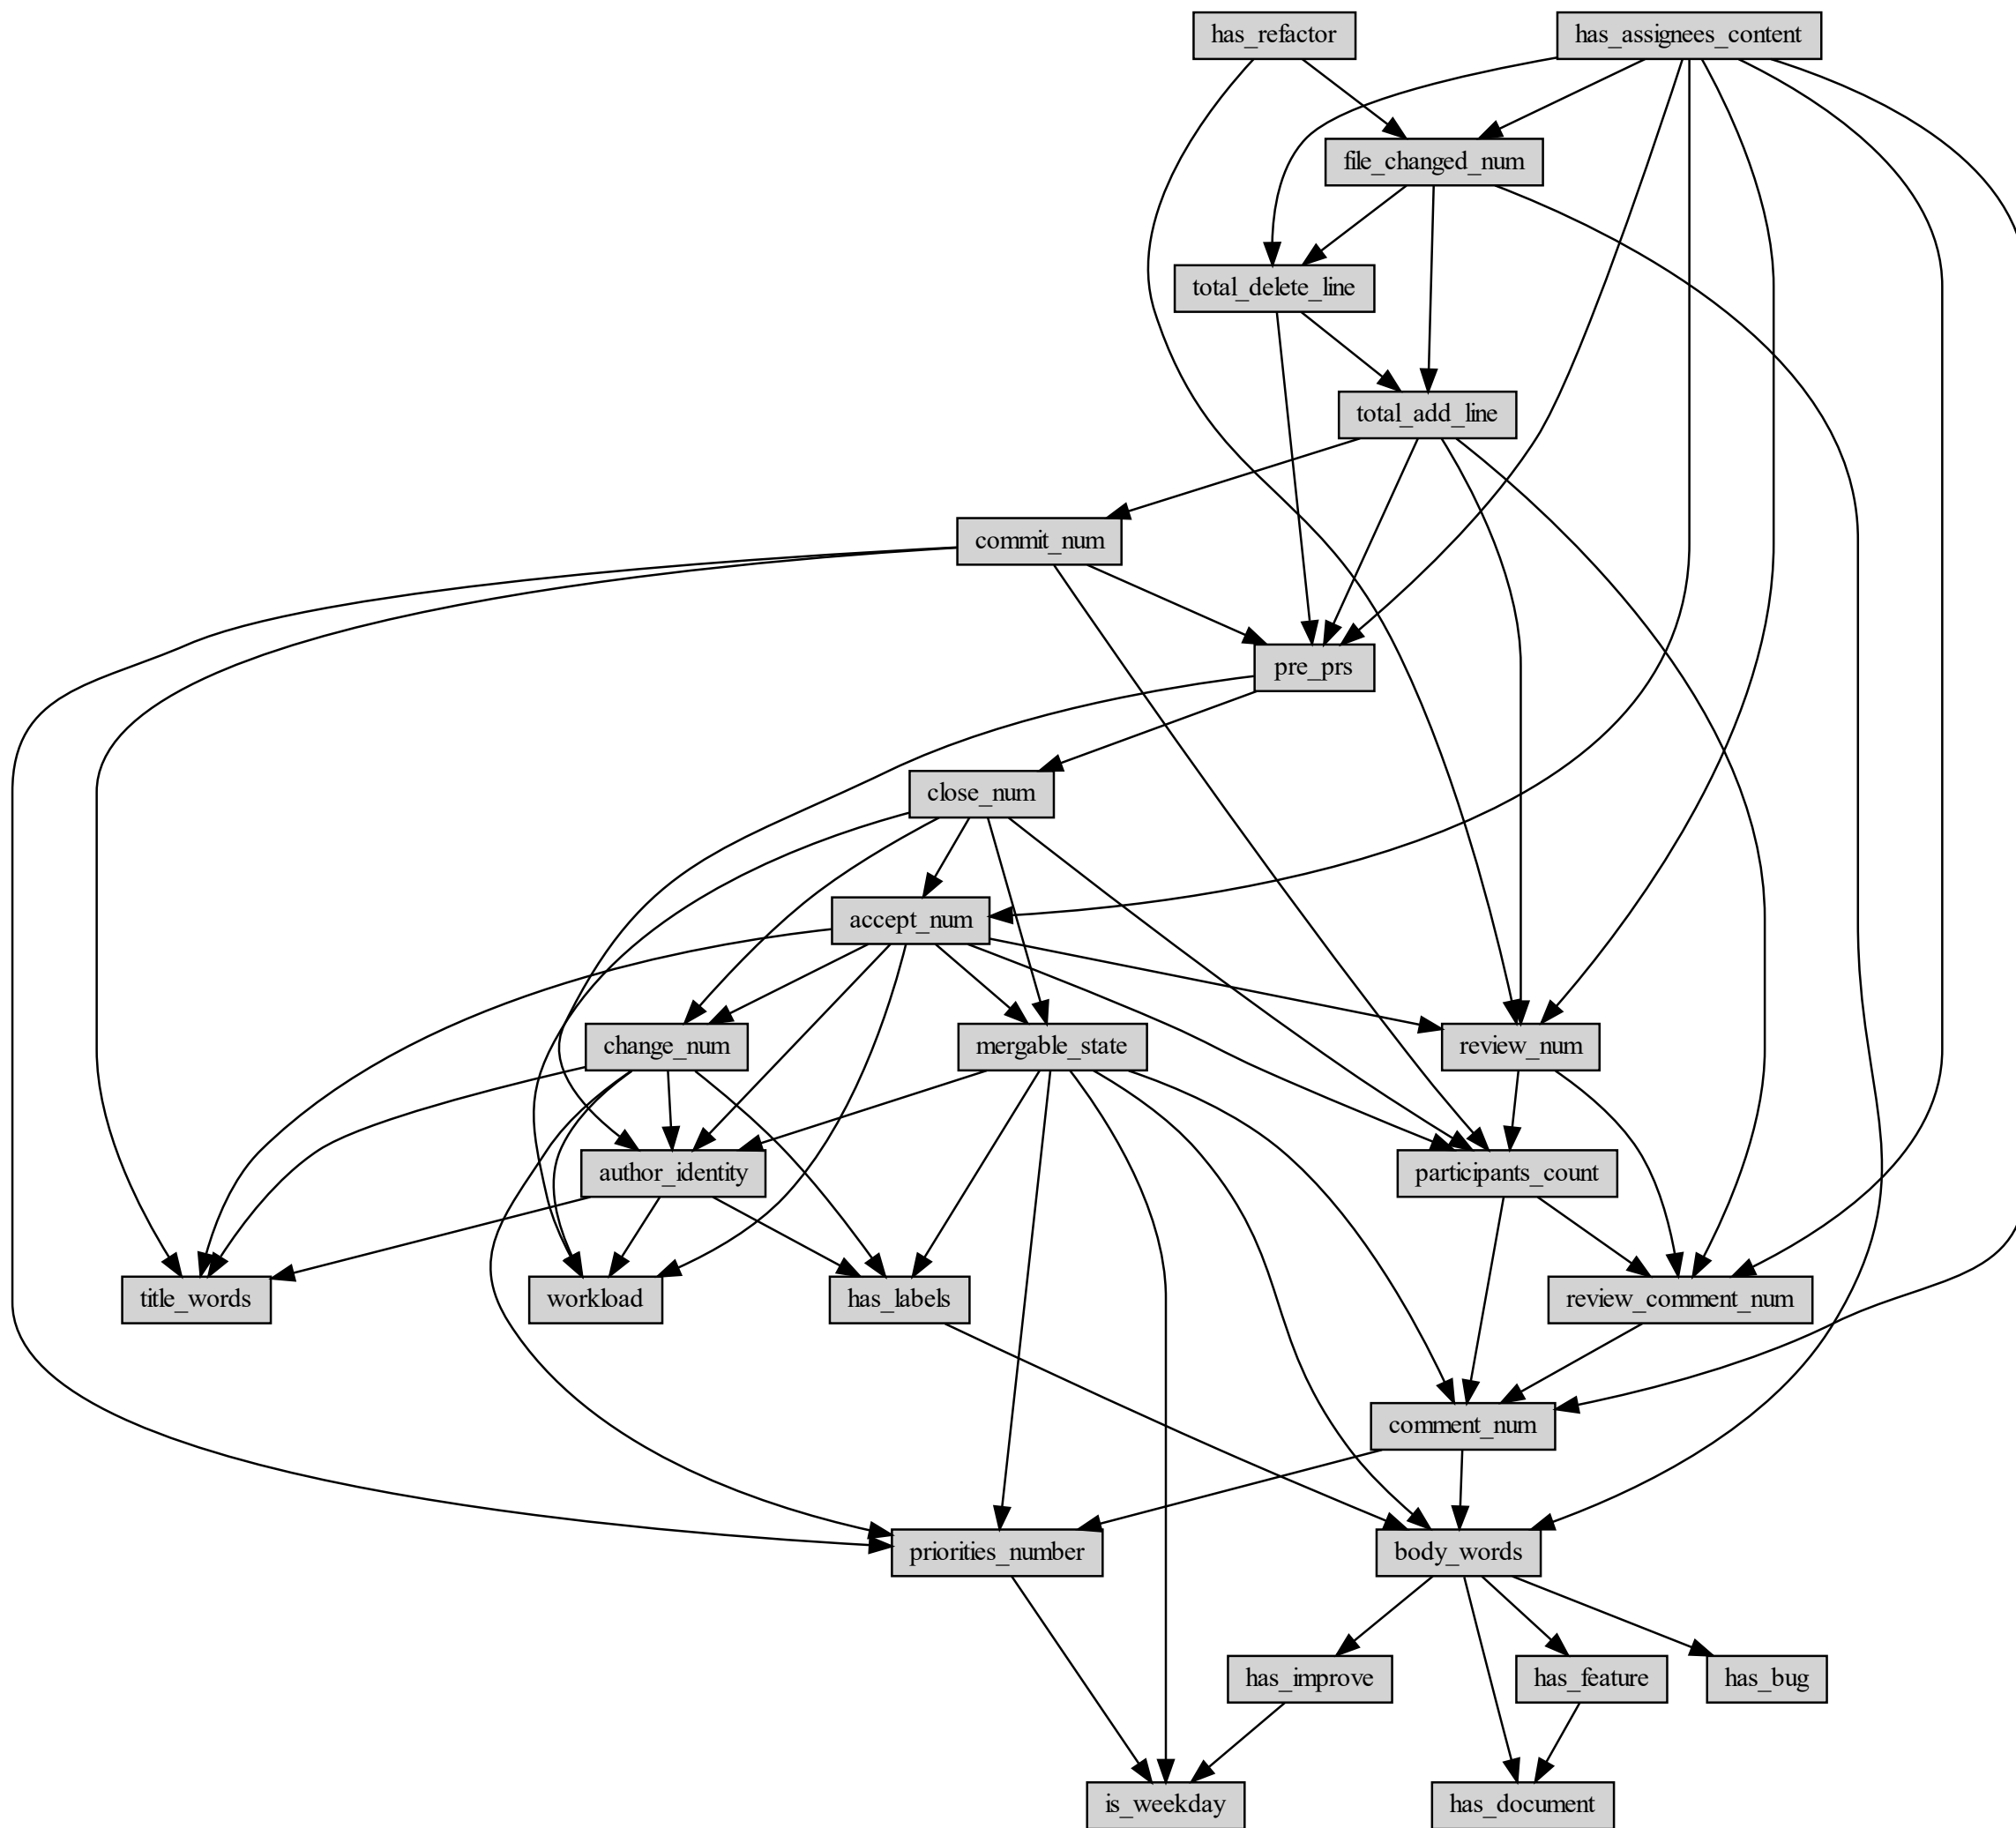 has_refactor
has_assignees_content
file_changed_num
total_delete_line
total_add_line
commit_num
pre_prs
close_num
accept_num
change_num
mergable_state
review_num
author_identity
participants_count
title_words
workload
has_labels
review_comment_num
comment_num
priorities_number
body_words
has_improve
has_feature
has_bug
is_weekday
has_document